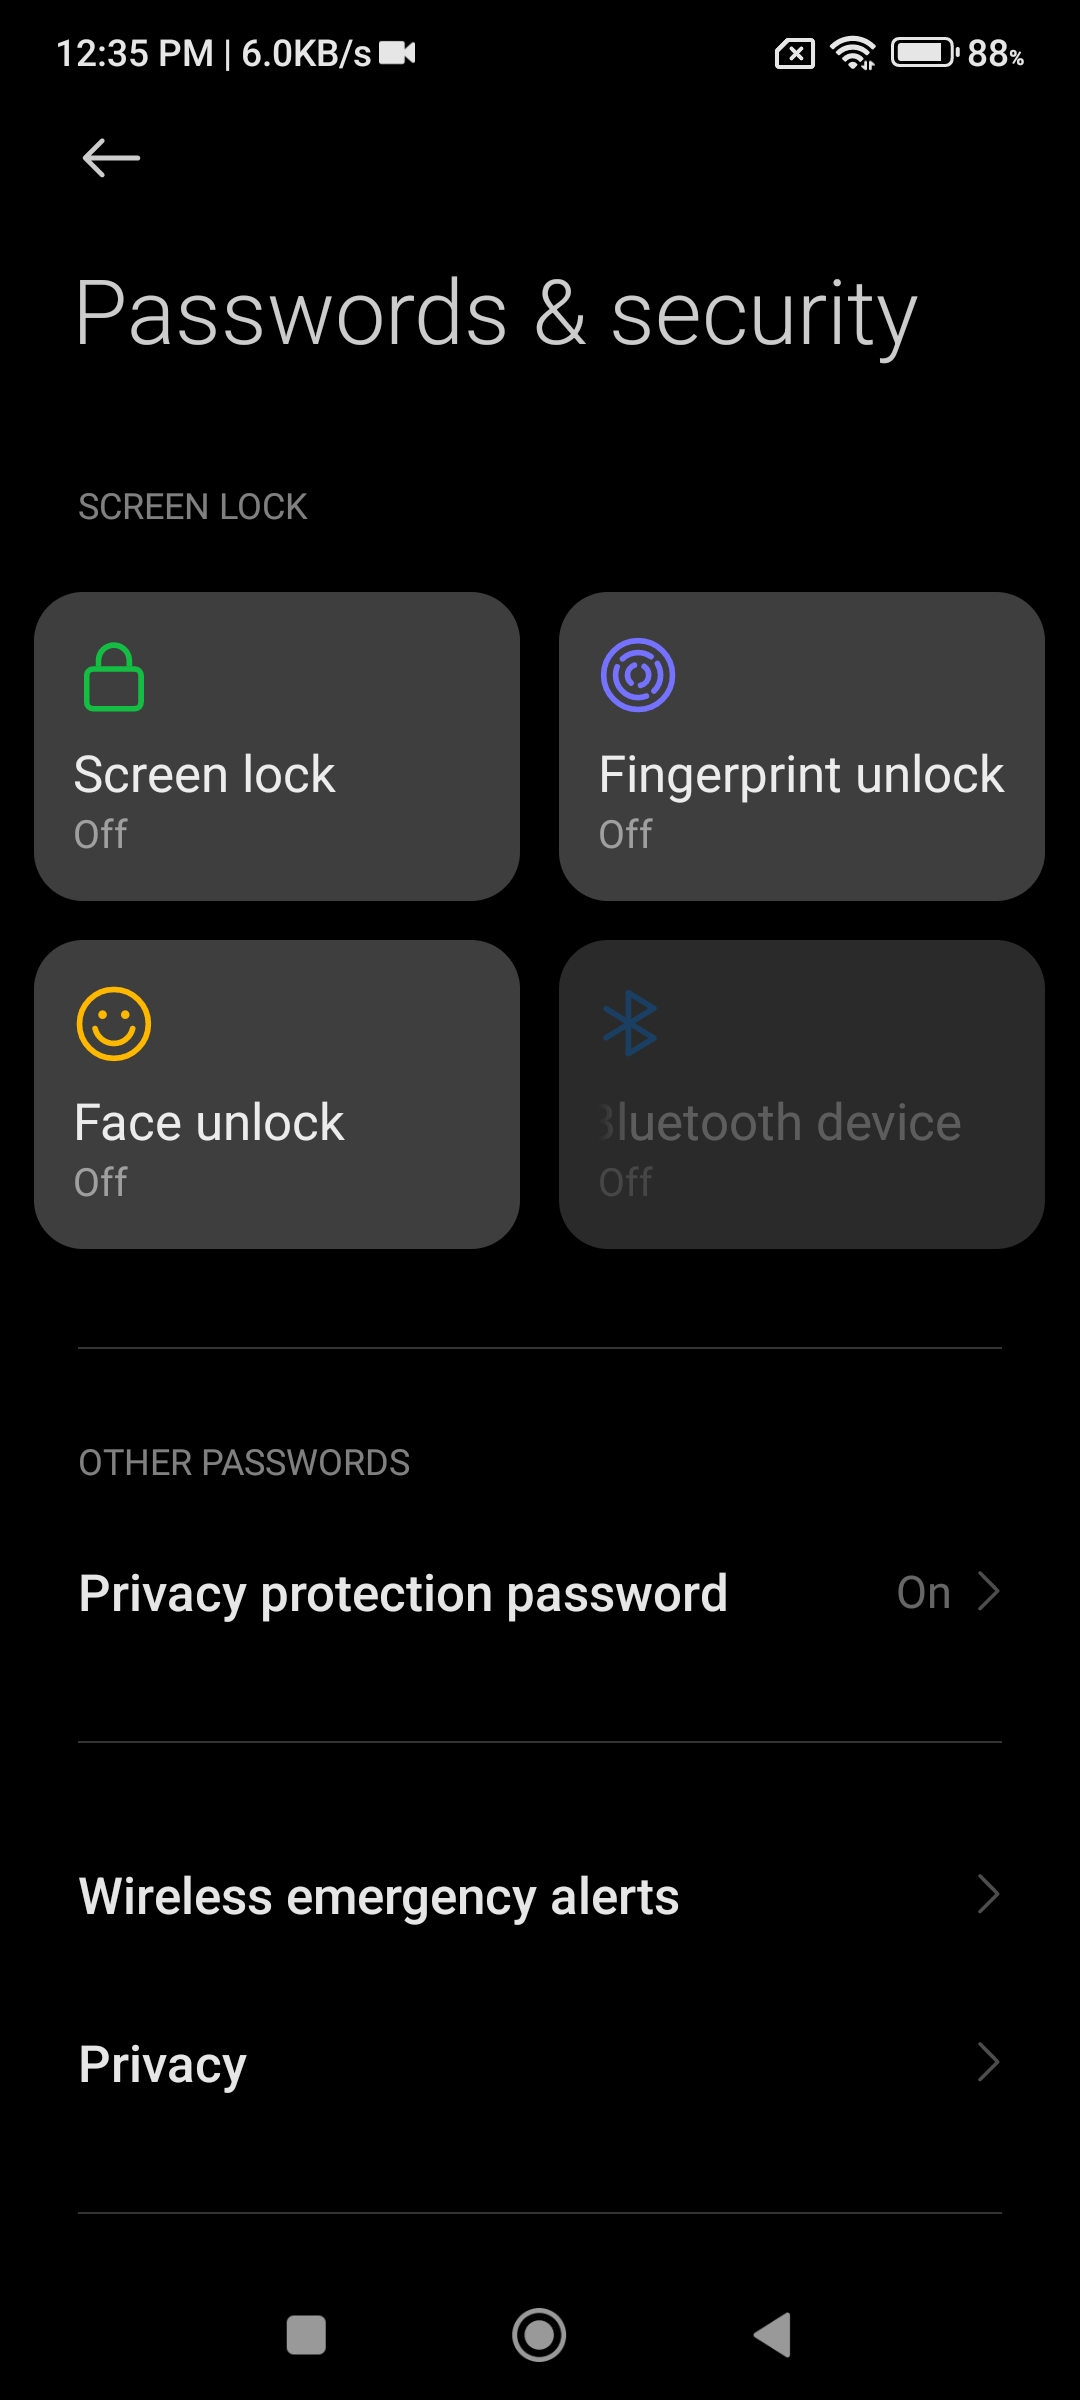 12:35 PM | 6.0KB/s 88%
Passwords & security
SCREEN LOCK
Screen lock
Off
Fingerprint unlock
Off
Face unlock
Off
Bluetooth device
Off
OTHER PASSWORDS
Privacy protection password On
Wireless emergency alerts
Privacy